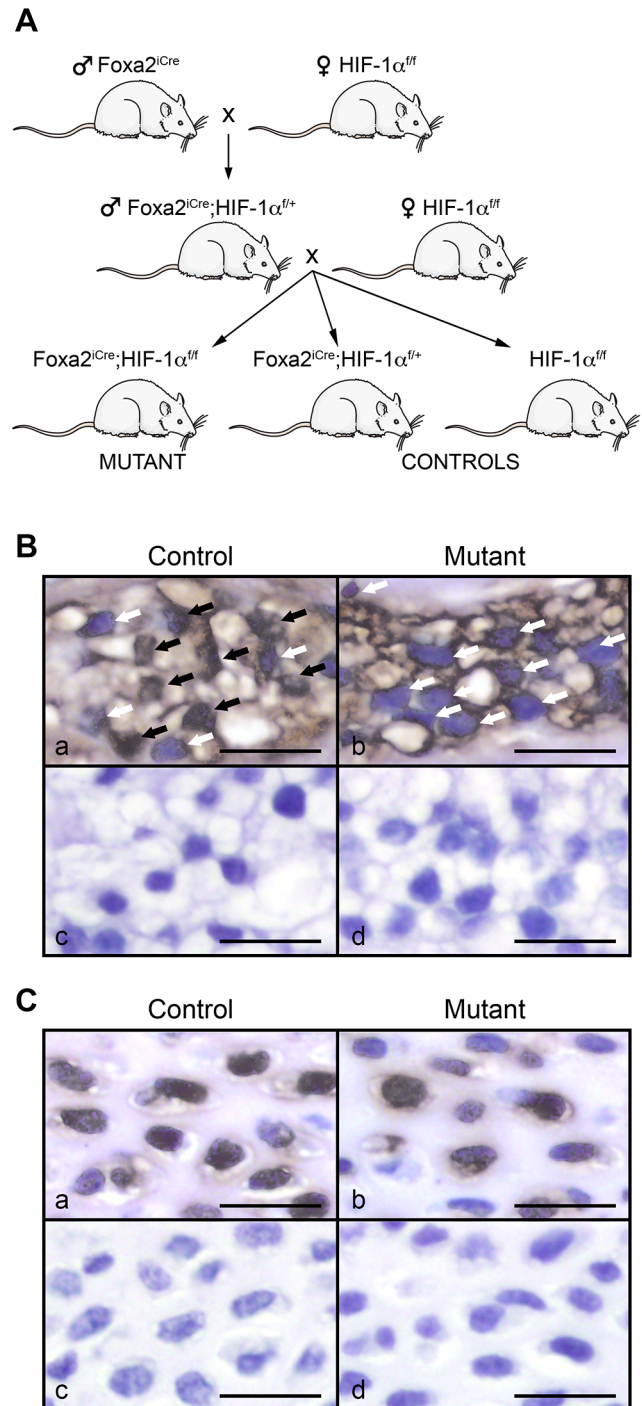 A
♂ Foxa2iCre ♀ HIF-1αf/f
x
♂ Foxa2iCre;HIF-1αf/+ ♀ HIF-1αf/f
x
Foxa2iCre;HIF-1αf/f Foxa2iCre;HIF-1αf/+ HIF-1αf/f
MUTANT CONTROLS
B
Control Mutant
a b
c d
C
Control Mutant
a b
c d